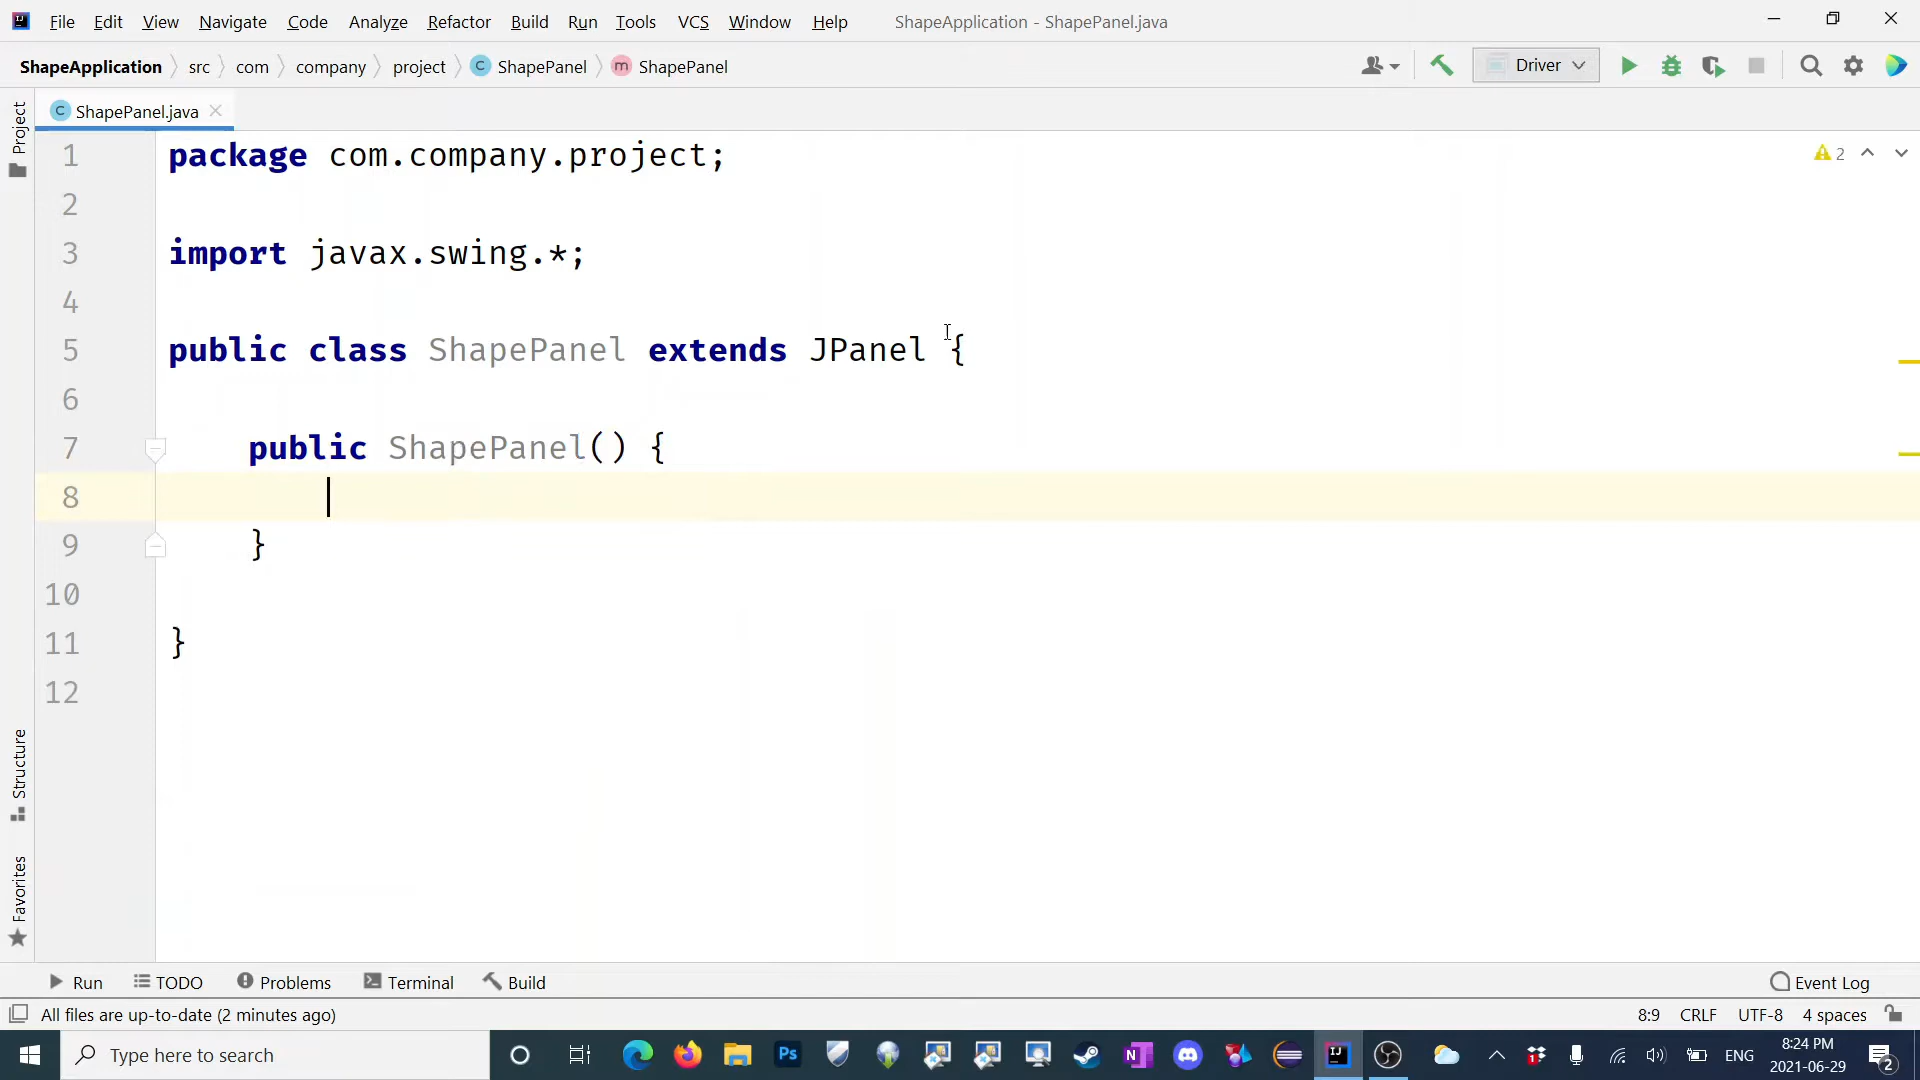 File Edit View Navigate Code Analyze Refactor Build Run Tools VCS Window Help ShapeApplication - ShapePanel.java
ShapeApplication src com company project C ShapePanel m ShapePanel Driver
Project
C ShapePanel.java
1 package com.company.project; 2
2
3 import javax.swing.*;
4
5 public class ShapePanel extends JPanel {
6
7 public ShapePanel() {
8
9 }
10
11 }
12
Structure
Favorites
Run TODO Problems Terminal Build Event Log
All files are up-to-date (2 minutes ago) 8:9 CRLF UTF-8 4 spaces
Type here to search Ps N IJ 1 ENG 8:24 PM 2
2021-06-29